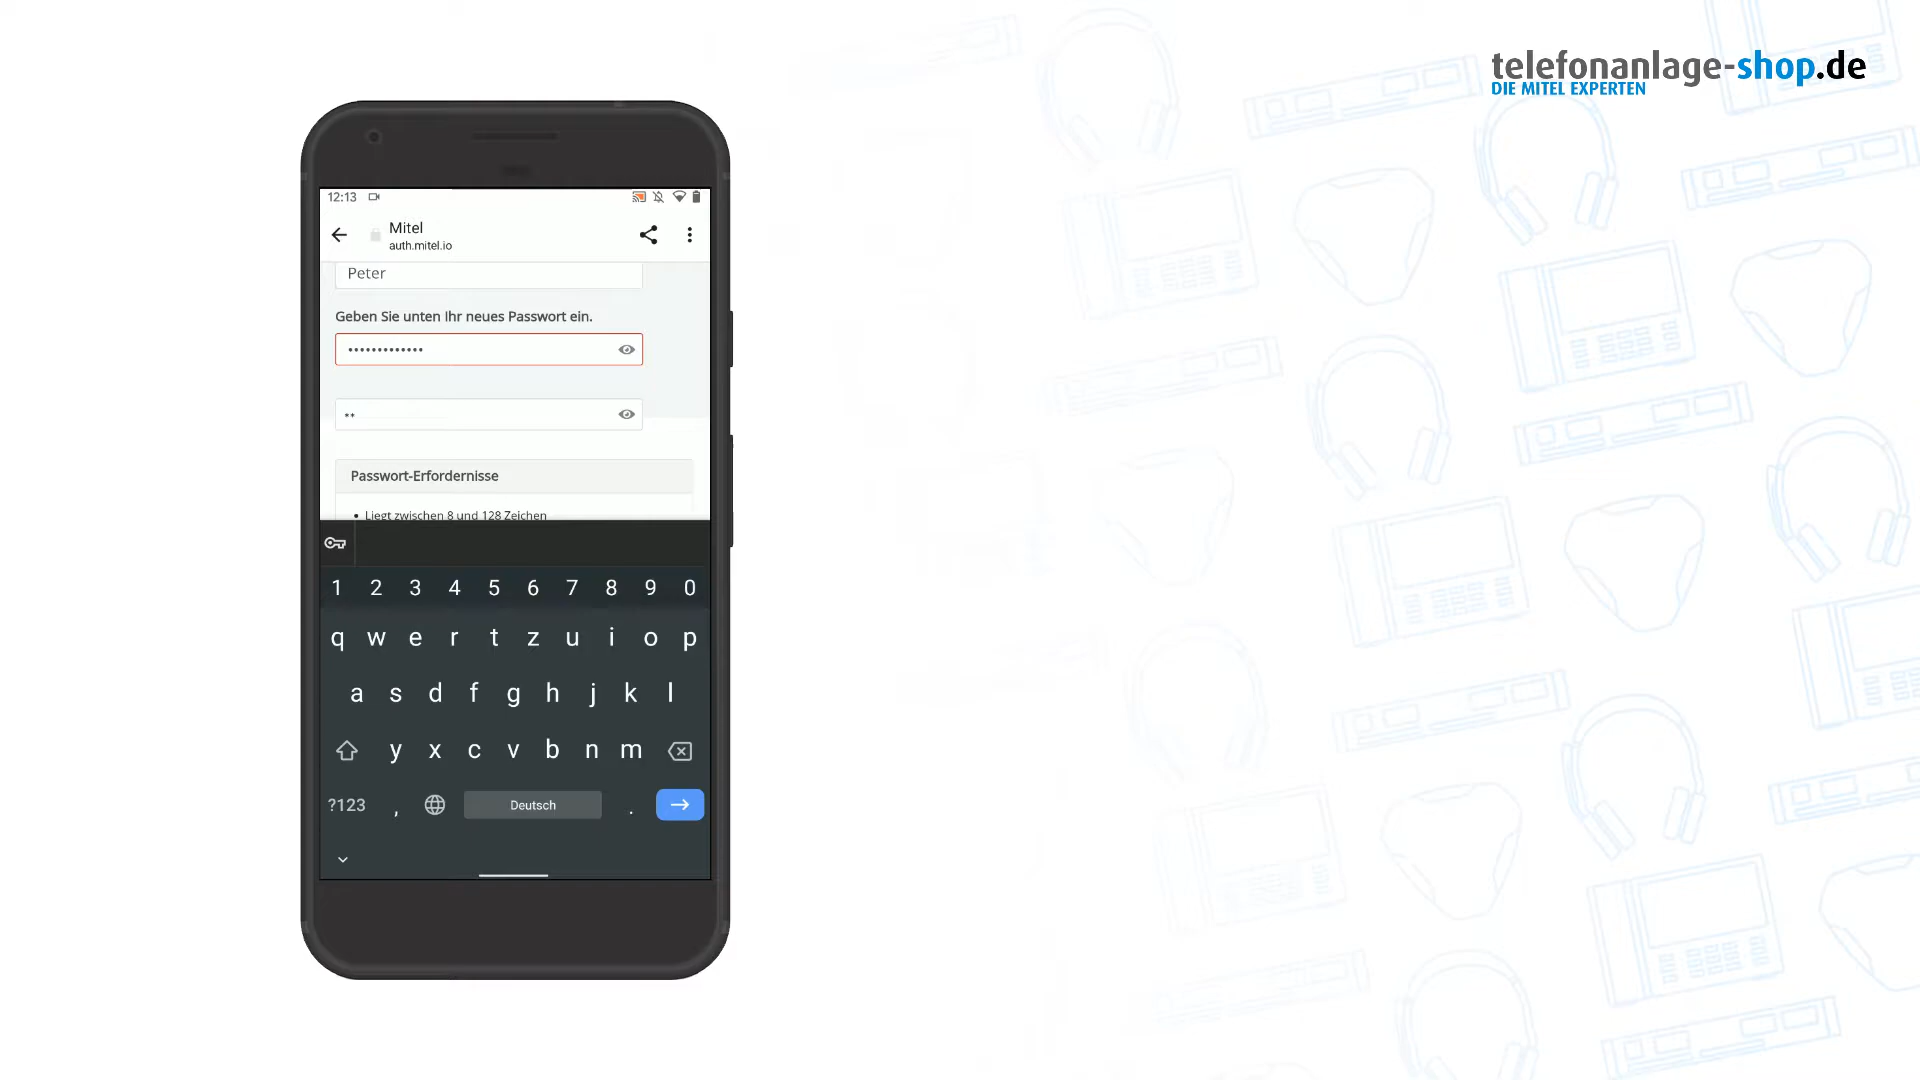 telefonanlage-shop.de
DIE MITEL EXPERTEN
12:13
Mitel
auth.mitel.io
Peter
Geben Sie unten Ihr neues Passwort ein.
•••••••••••••
••
Passwort-Erfordernisse
• Liegt zwischen 8 und 128 Zeichen
1 2 3 4 5 6 7 8 9 0
q w e r t z u i o p
a s d f g h j k l
y x c v b n m
?123 , Deutsch .